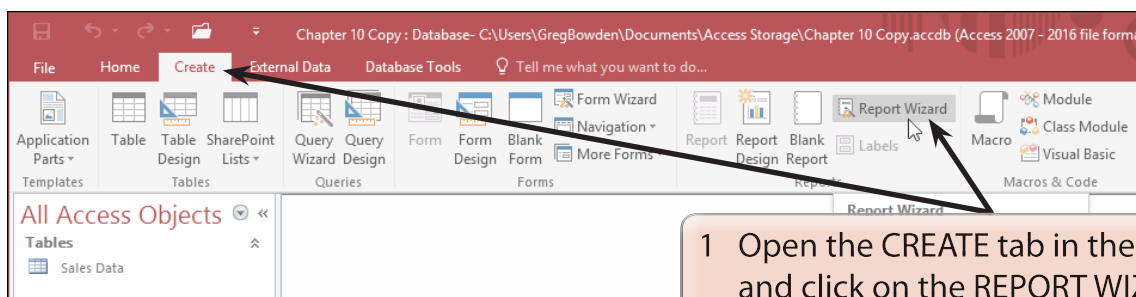 Chapter 10 Copy : Database- C:\Users\GregBowden\Documents\Access Storage\Chapter 10 Copy.accdb (Access 2007 - 2016 file forma
File Home Create External Data Database Tools Tell me what you want to do...
Application Parts
Table
Table Design
SharePoint Lists
Query Wizard
Query Design
Form
Form Design
Blank Form
Form Wizard
Navigation
More Forms
Report
Report Design
Blank Report
Report Wizard
Labels
Macro
Module
Class Module
Visual Basic
Templates Tables Queries Forms Reports Macros & Code
All Access Objects
Tables
Sales Data
Report Wizard
1 Open the CREATE tab in the
and click on the REPORT WIZ